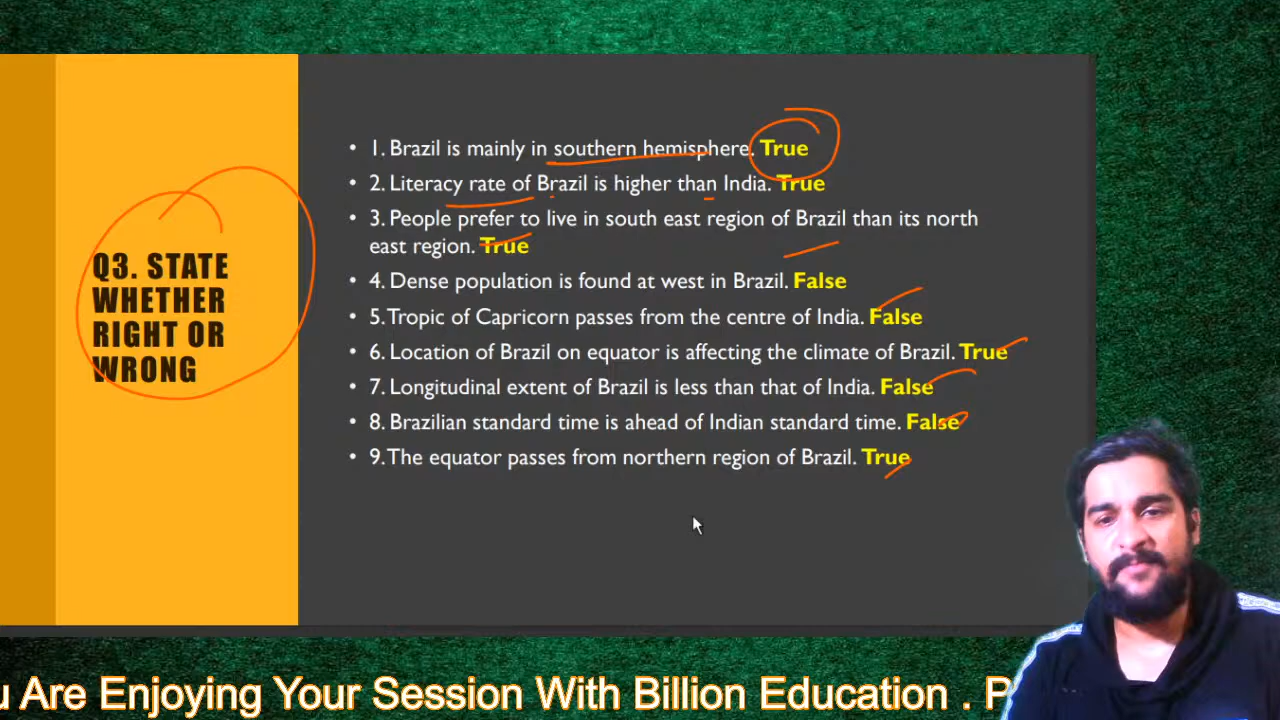 Q3. STATE
WHETHER
RIGHT OR
WRONG
• 1. Brazil is mainly in southern hemisphere. True
• 2. Literacy rate of Brazil is higher than India. True
• 3. People prefer to live in south east region of Brazil than its north
east region. True
• 4. Dense population is found at west in Brazil. False
• 5. Tropic of Capricorn passes from the centre of India. False
• 6. Location of Brazil on equator is affecting the climate of Brazil. True
• 7. Longitudinal extent of Brazil is less than that of India. False
• 8. Brazilian standard time is ahead of Indian standard time. False
• 9. The equator passes from northern region of Brazil. True
Are Enjoying Your Session With Billion Education .